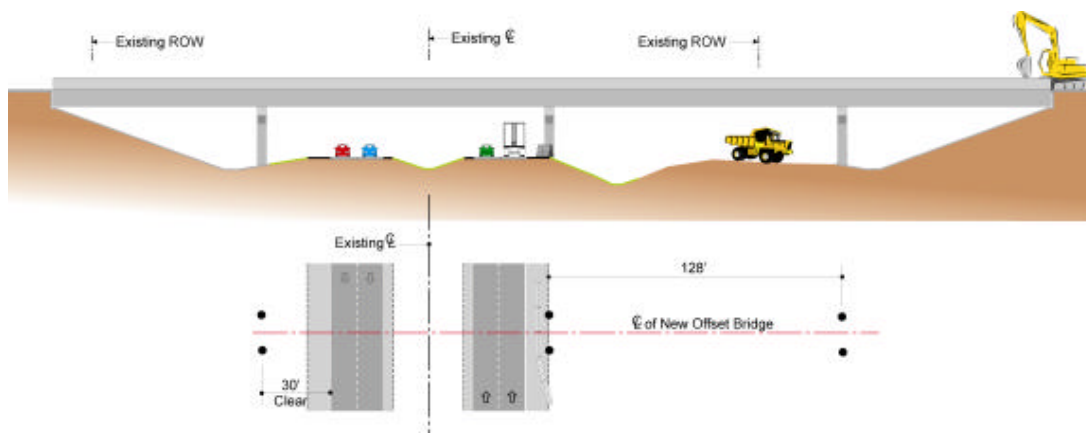 Existing ROW
Existing ℄
Existing ROW
Existing ℄
128'
℄ of New Offset Bridge
30'
Clear